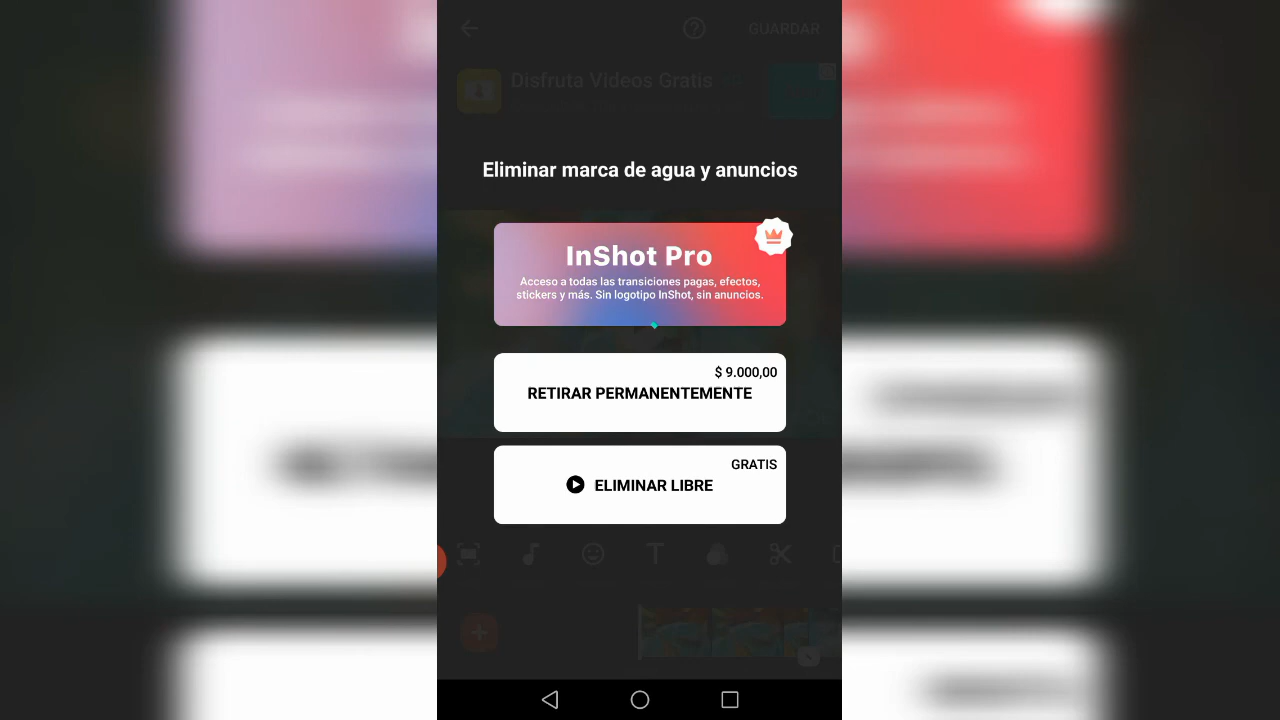 GUARDAR
Disfruta Videos Gratis
Eliminar marca de agua y anuncios
InShot Pro
Acceso a todas las transiciones pagas, efectos,
stickers y más. Sin logotipo InShot, sin anuncios.
$ 9.000,00
RETIRAR PERMANENTEMENTE
GRATIS
ELIMINAR LIBRE